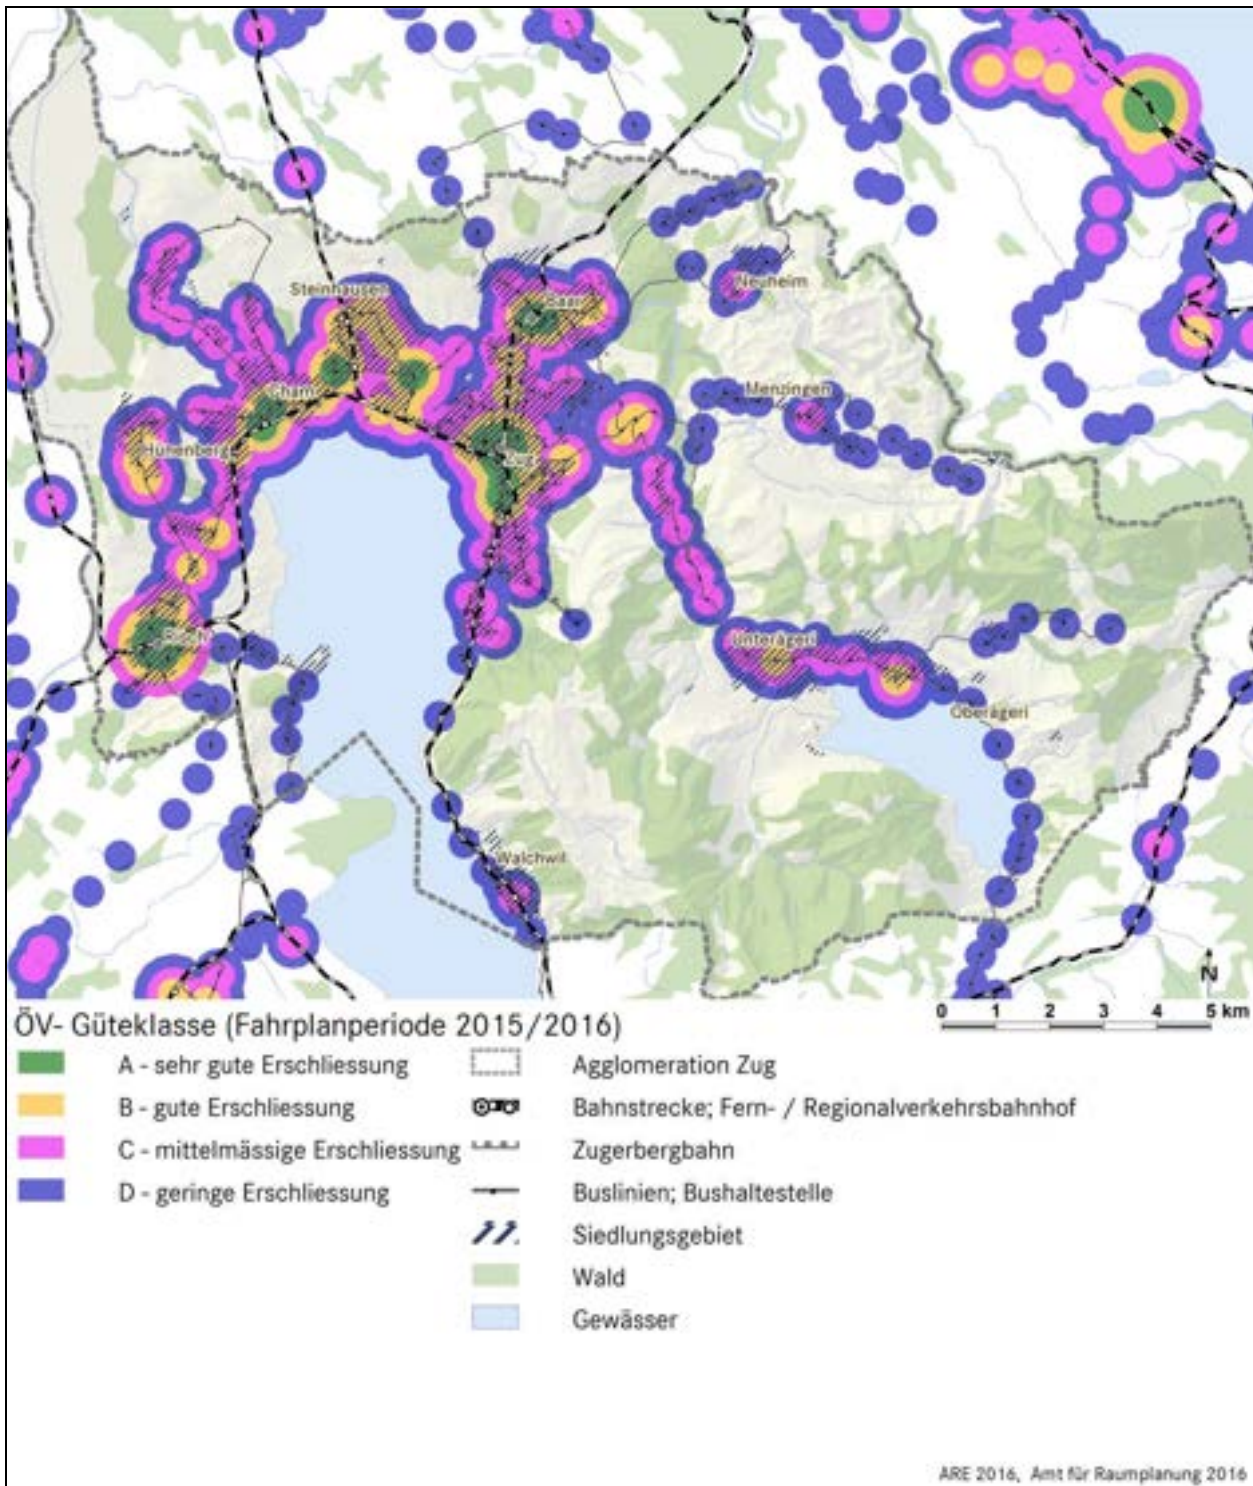 Steinhausen
Baar
Neuheim
Cham
Menzingen
Hünenberg
Zug
Risch
Unterägeri
Oberägeri
Walchwil
N
0 1 2 3 4 5 km
ÖV- Güteklasse (Fahrplanperiode 2015/2016)
A - sehr gute Erschliessung
B - gute Erschliessung
C - mittelmässige Erschliessung
D - geringe Erschliessung
Agglomeration Zug
Bahnstrecke; Fern- / Regionalverkehrsbahnhof
Zugerbergbahn
Buslinien; Bushaltestelle
Siedlungsgebiet
Wald
Gewässer
ARE 2016, Amt für Raumplanung 2016